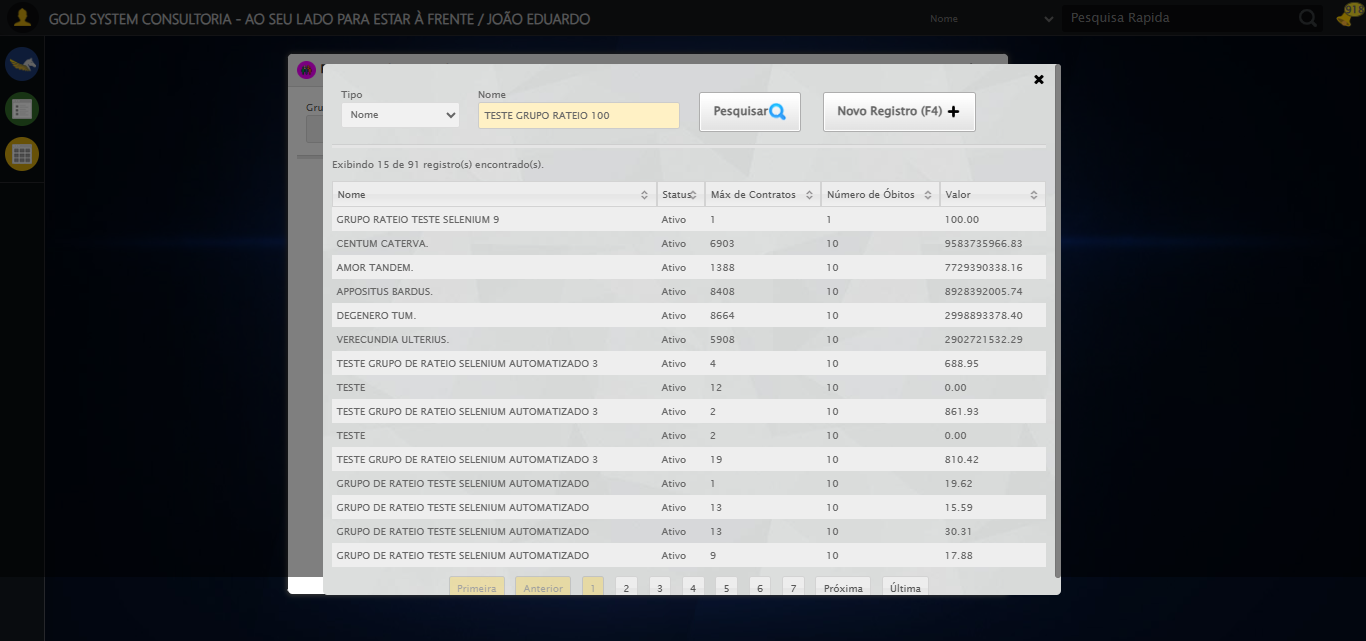 GOLD SYSTEM CONSULTORIA - AO SEU LADO PARA ESTAR À FRENTE / JOÃO EDUARDO
Nome
Pesquisa Rapida
918
Gru
Tipo
Nome
Nome
TESTE GRUPO RATEIO 100
Pesquisar
Novo Registro (F4)
Exibindo 15 de 91 registro(s) encontrado(s).
Nome Status Máx de Contratos Número de Óbitos Valor
GRUPO RATEIO TESTE SELENIUM 9 Ativo 1 1 100.00
CENTUM CATERVA. Ativo 6903 10 9583735966.83
AMOR TANDEM. Ativo 1388 10 7729390338.16
APPOSITUS BARDUS. Ativo 8408 10 8928392005.74
DEGENERO TUM. Ativo 8664 10 2998893378.40
VERECUNDIA ULTERIUS. Ativo 5908 10 2902721532.29
TESTE GRUPO DE RATEIO SELENIUM AUTOMATIZADO 3 Ativo 4 10 688.95
TESTE Ativo 12 10 0.00
TESTE GRUPO DE RATEIO SELENIUM AUTOMATIZADO 3 Ativo 2 10 861.93
TESTE Ativo 2 10 0.00
TESTE GRUPO DE RATEIO SELENIUM AUTOMATIZADO 3 Ativo 19 10 810.42
GRUPO DE RATEIO TESTE SELENIUM AUTOMATIZADO Ativo 1 10 19.62
GRUPO DE RATEIO TESTE SELENIUM AUTOMATIZADO Ativo 13 10 15.59
GRUPO DE RATEIO TESTE SELENIUM AUTOMATIZADO Ativo 13 10 30.31
GRUPO DE RATEIO TESTE SELENIUM AUTOMATIZADO Ativo 9 10 17.88
Primeira Anterior 1 2 3 4 5 6 7 Próxima Última